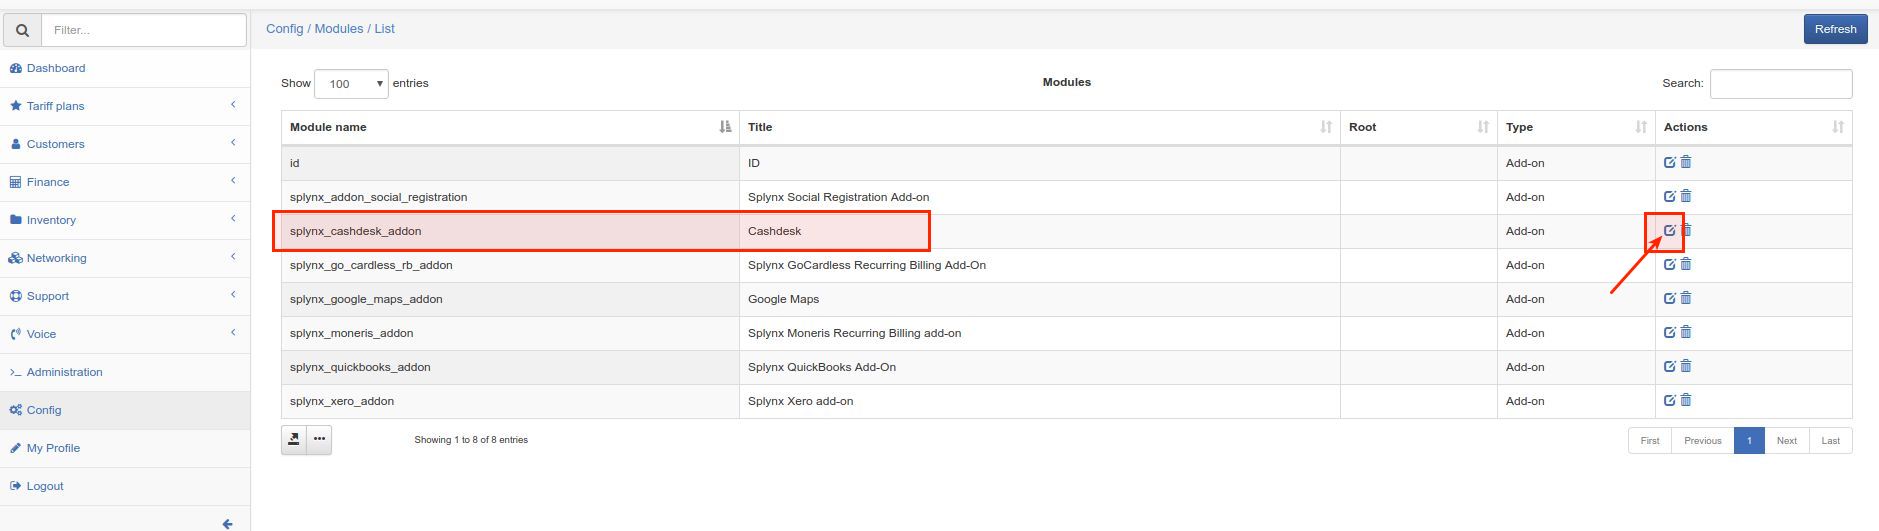 Filter...
Config / Modules / List
Refresh
Dashboard
Tariff plans
Customers
Finance
Inventory
Networking
Support
Voice
Administration
Config
My Profile
Logout
Show 100 entries
Modules
Search:
Module name Title Root Type Actions
id ID Add-on
splynx_addon_social_registration Splynx Social Registration Add-on Add-on
splynx_cashdesk_addon Cashdesk Add-on
splynx_go_cardless_rb_addon Splynx GoCardless Recurring Billing Add-On Add-on
splynx_google_maps_addon Google Maps Add-on
splynx_moneris_addon Splynx Moneris Recurring Billing add-on Add-on
splynx_quickbooks_addon Splynx QuickBooks Add-On Add-on
splynx_xero_addon Splynx Xero add-on Add-on
Showing 1 to 8 of 8 entries
First Previous 1 Next Last